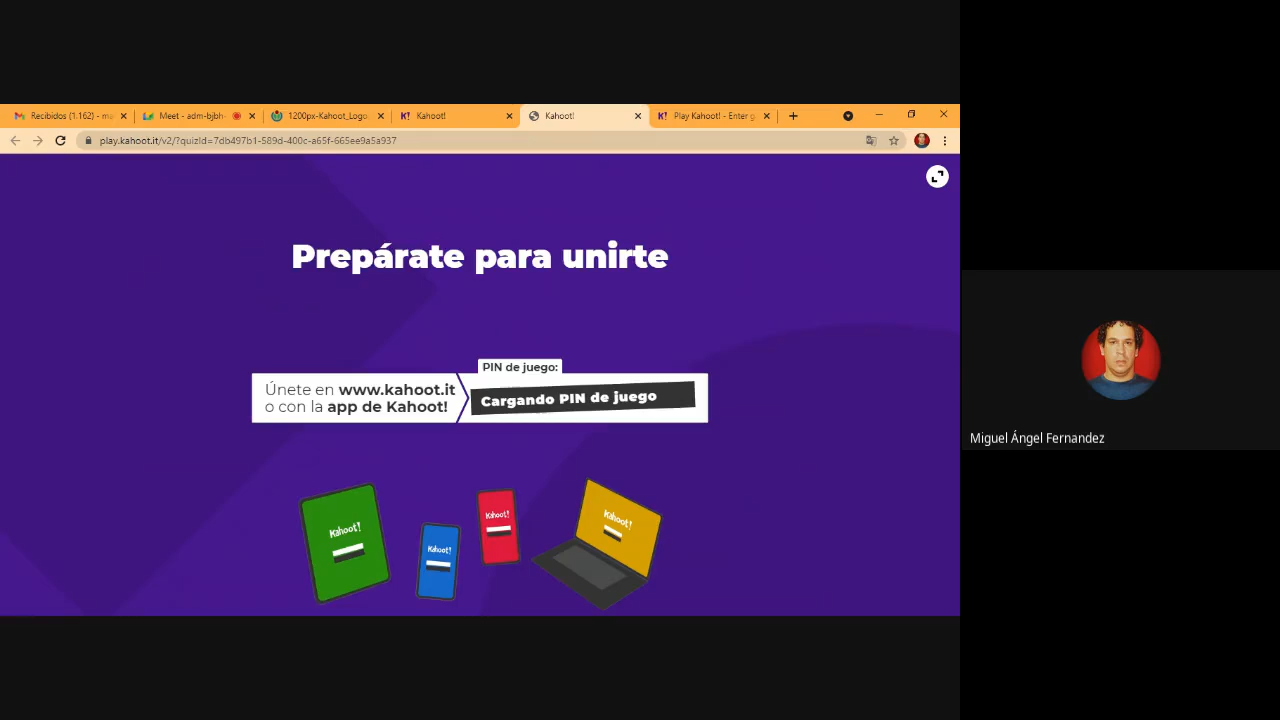 Recibidos (1.162) - ma
Meet - adm-bjbh-
1200px-Kahoot_Logo.
Kahoot!
Kahoot!
Play Kahoot! - Enter g
play.kahoot.it/v2/?quizId=7db497b1-589d-400c-a65f-665ee9a5a937
Prepárate para unirte
PIN de juego:
Únete en www.kahoot.it
o con la app de Kahoot!
Cargando PIN de juego
Kahoot!
Kahoot!
Kahoot!
Kahoot!
Miguel Ángel Fernandez